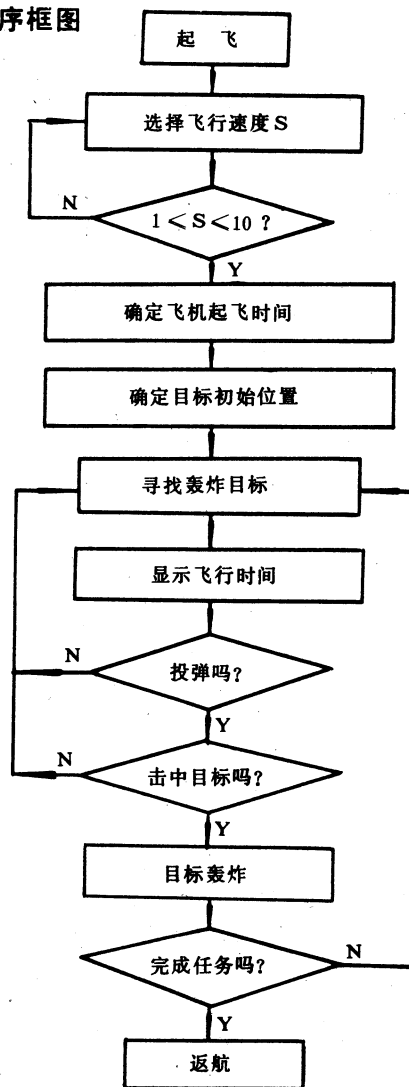 序框图
起 飞
选择飞行速度S
N
1<S<10?
Y
确定飞机起飞时间
确定目标初始位置
寻找轰炸目标
显示飞行时间
N
投弹吗?
Y
N
击中目标吗?
Y
目标轰炸
完成任务吗?
N
Y
返航